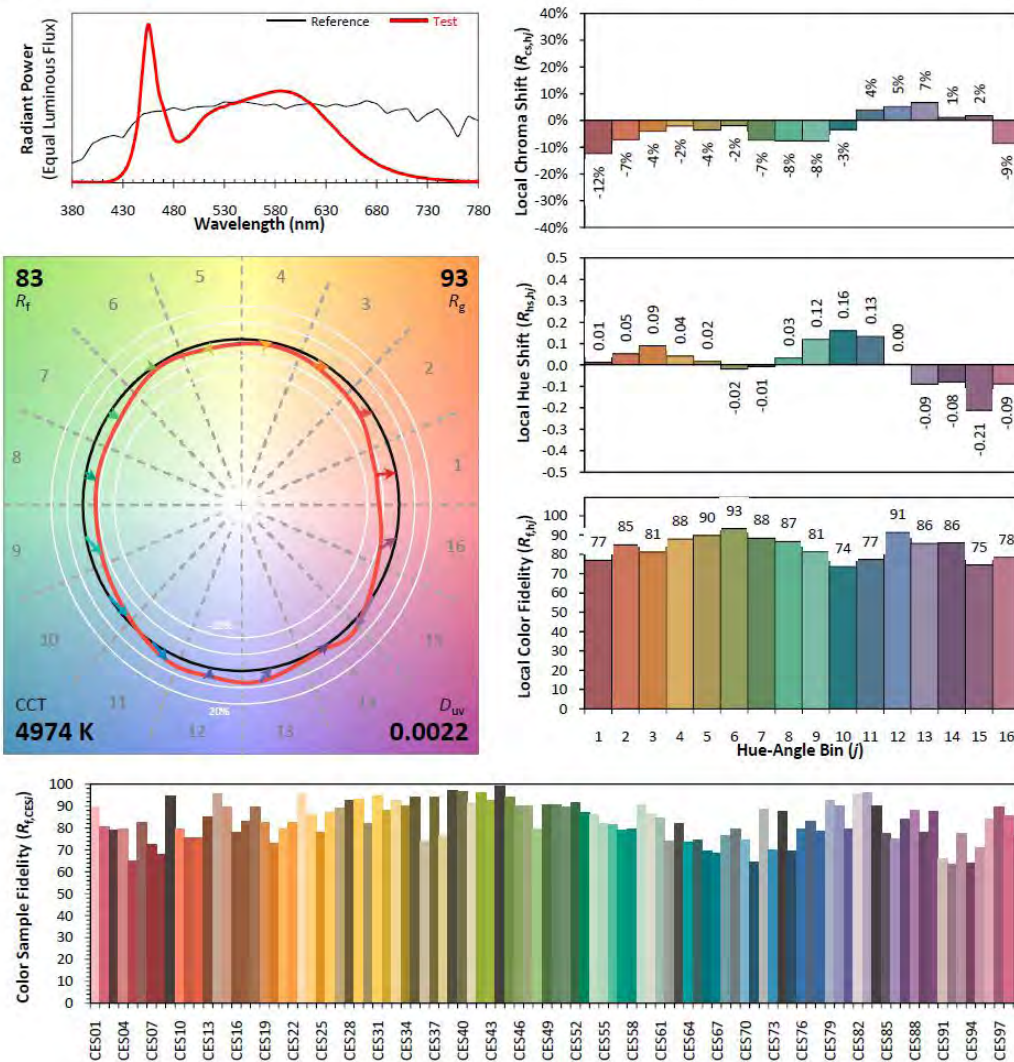 Reference
Test
Radiant Power
(Equal Luminous Flux)
380 430 480 530 580 630 680 730 780
Wavelength (nm)
Local Chroma Shift (Rcs,hj)
40%
30%
20%
10%
0%
-10%
-20%
-30%
-40%
-12% -7% -4% -2% -4% -2% -7% -8% -8% -3% 4% 5% 7% 1% 2% -9%
83
Rf
93
Rg
1
2
3
4
5
6
7
8
9
10
11
12
13
14
15
16
20%
CCT
4974 K
Duv
0.0022
Local Hue Shift (Rhs,hj)
0.5
0.4
0.3
0.2
0.1
0.0
-0.1
-0.2
-0.3
-0.4
-0.5
0.01 0.05 0.09 0.04 0.02 -0.02 -0.01 0.03 0.12 0.16 0.13 0.00 -0.09 -0.08 -0.21 -0.09
Local Color Fidelity (Rf,hj)
100
90
80
70
60
50
40
30
20
10
0
77 85 81 88 90 93 88 87 81 74 77 91 86 86 75 78
1 2 3 4 5 6 7 8 9 10 11 12 13 14 15 16
Hue-Angle Bin (j)
Color Sample Fidelity (Rf,CESi)
100
90
80
70
60
50
40
30
20
10
0
CES01 CES04 CES07 CES10 CES13 CES16 CES19 CES22 CES25 CES28 CES31 CES34 CES37 CES40 CES43 CES46 CES49 CES52 CES55 CES58 CES61 CES64 CES67 CES70 CES73 CES76 CES79 CES82 CES85 CES88 CES91 CES94 CES97